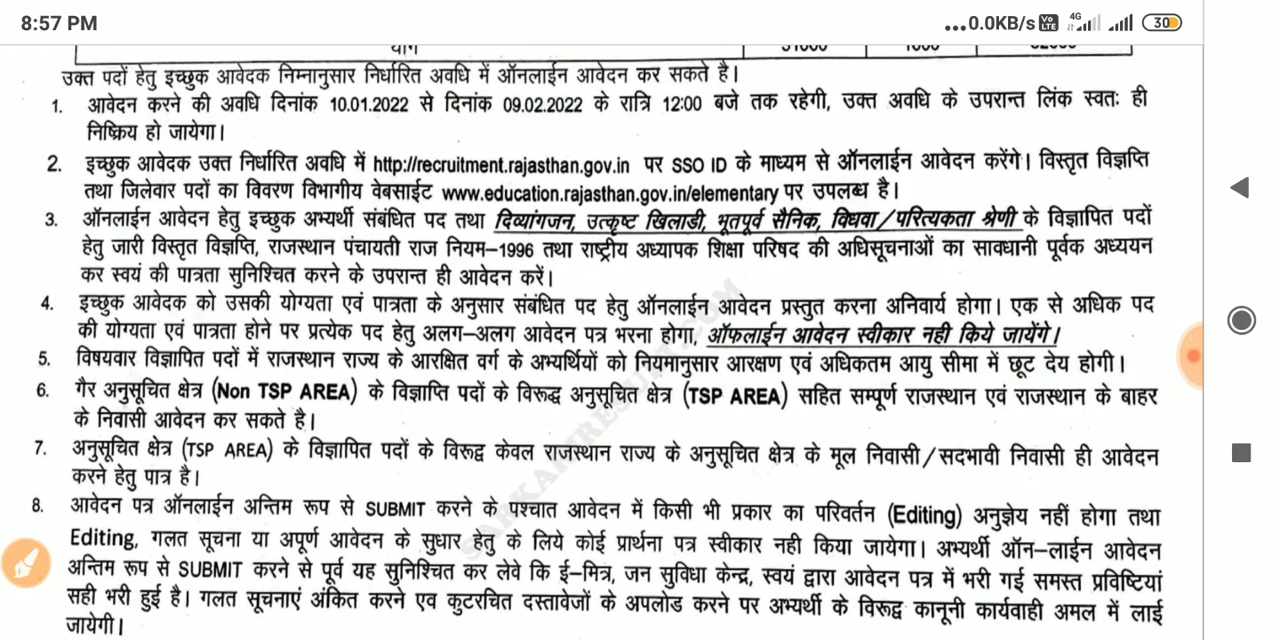 8:57 PM ...0.0KB/s Vo LTE 4G 30
योग 31000 1000 32000
उक्त पदों हेतु इच्छुक आवेदक निम्नानुसार निर्धारित अवधि में ऑनलाईन आवेदन कर सकते है।
1. आवेदन करने की अवधि दिनांक 10.01.2022 से दिनांक 09.02.2022 के रात्रि 12:00 बजे तक रहेगी, उक्त अवधि के उपरान्त लिंक स्वतः ही
निष्क्रिय हो जायेगा।
2. इच्छुक आवेदक उक्त निर्धारित अवधि में http://recruitment.rajasthan.gov.in पर SSO ID के माध्यम से ऑनलाईन आवेदन करेंगे। विस्तृत विज्ञप्ति
तथा जिलेवार पदों का विवरण विभागीय वेबसाईट www.education.rajasthan.gov.in/elementary पर उपलब्ध है।
3. ऑनलाईन आवेदन हेतु इच्छुक अभ्यर्थी संबंधित पद तथा दिव्यांगजन, उत्कृष्ट खिलाडी, भूतपूर्व सैनिक, विधवा/परित्यकता श्रेणी के विज्ञापित पदों
हेतु जारी विस्तृत विज्ञप्ति, राजस्थान पंचायती राज नियम-1996 तथा राष्ट्रीय अध्यापक शिक्षा परिषद की अधिसूचनाओं का सावधानी पूर्वक अध्ययन
कर स्वयं की पात्रता सुनिश्चित करने के उपरान्त ही आवेदन करें।
4. इच्छुक आवेदक को उसकी योग्यता एवं पात्रता के अनुसार संबंधित पद हेतु ऑनलाईन आवेदन प्रस्तुत करना अनिवार्य होगा। एक से अधिक पद
की योग्यता एवं पात्रता होने पर प्रत्येक पद हेतु अलग-अलग आवेदन पत्र भरना होगा, ऑफलाईन आवेदन स्वीकार नही किये जायेंगे।
5. विषयवार विज्ञापित पदों में राजस्थान राज्य के आरक्षित वर्ग के अभ्यर्थियों को नियमानुसार आरक्षण एवं अधिकतम आयु सीमा में छूट देय होगी।
6. गैर अनुसूचित क्षेत्र (Non TSP AREA) के विज्ञाप्ति पदों के विरूद्ध अनुसूचित क्षेत्र (TSP AREA) सहित सम्पूर्ण राजस्थान एवं राजस्थान के बाहर
के निवासी आवेदन कर सकते है।
7. अनुसूचित क्षेत्र (TSP AREA) के विज्ञापित पदों के विरूद्व केवल राजस्थान राज्य के अनुसूचित क्षेत्र के मूल निवासी/सदभावी निवासी ही आवेदन
करने हेतु पात्र है।
8. आवेदन पत्र ऑनलाईन अन्तिम रूप से SUBMIT करने के पश्चात आवेदन में किसी भी प्रकार का परिवर्तन (Editing) अनुज्ञेय नहीं होगा तथा
Editing, गलत सूचना या अपूर्ण आवेदन के सुधार हेतु के लिये कोई प्रार्थना पत्र स्वीकार नही किया जायेगा। अभ्यर्थी ऑन-लाईन आवेदन
अन्तिम रूप से SUBMIT करने से पूर्व यह सुनिश्चित कर लेवे कि ई-मित्र, जन सुविधा केन्द्र, स्वयं द्वारा आवेदन पत्र में भरी गई समस्त प्रविष्टियां
सही भरी हुई है। गलत सूचनाएं अंकित करने एव कुटरचित दस्तावेजों के अपलोड करने पर अभ्यर्थी के विरूद्व कानूनी कार्यवाही अमल में लाई
जायेगी।